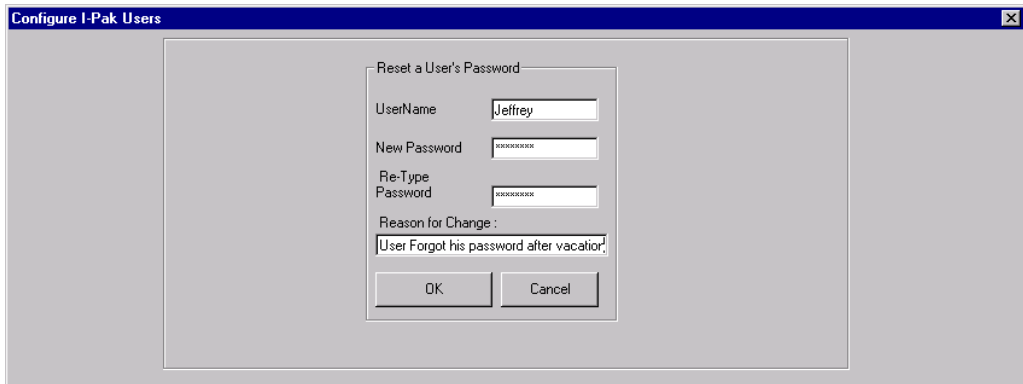 Configure I-Pak Users
Reset a User's Password
UserName
Jeffrey
New Password
********
Re-Type
Password
********
Reason for Change :
User Forgot his password after vacation
OK
Cancel